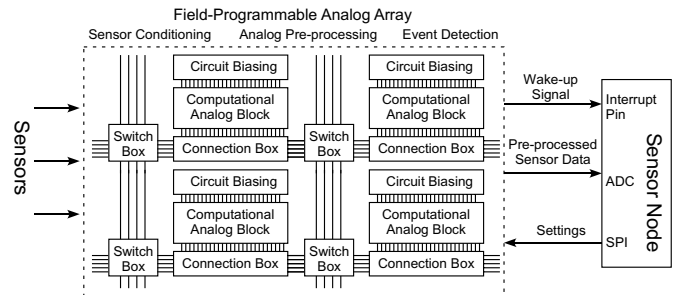 Field-Programmable Analog Array
Sensor Conditioning Analog Pre-processing Event Detection
Sensors
Circuit Biasing
Computational
Analog Block
Switch
Box
Connection Box
Circuit Biasing
Computational
Analog Block
Switch
Box
Connection Box
Circuit Biasing
Computational
Analog Block
Switch
Box
Connection Box
Circuit Biasing
Computational
Analog Block
Switch
Box
Connection Box
Wake-up
Signal
Pre-processed
Sensor Data
Settings
Interrupt
Pin
ADC
SPI
Sensor Node